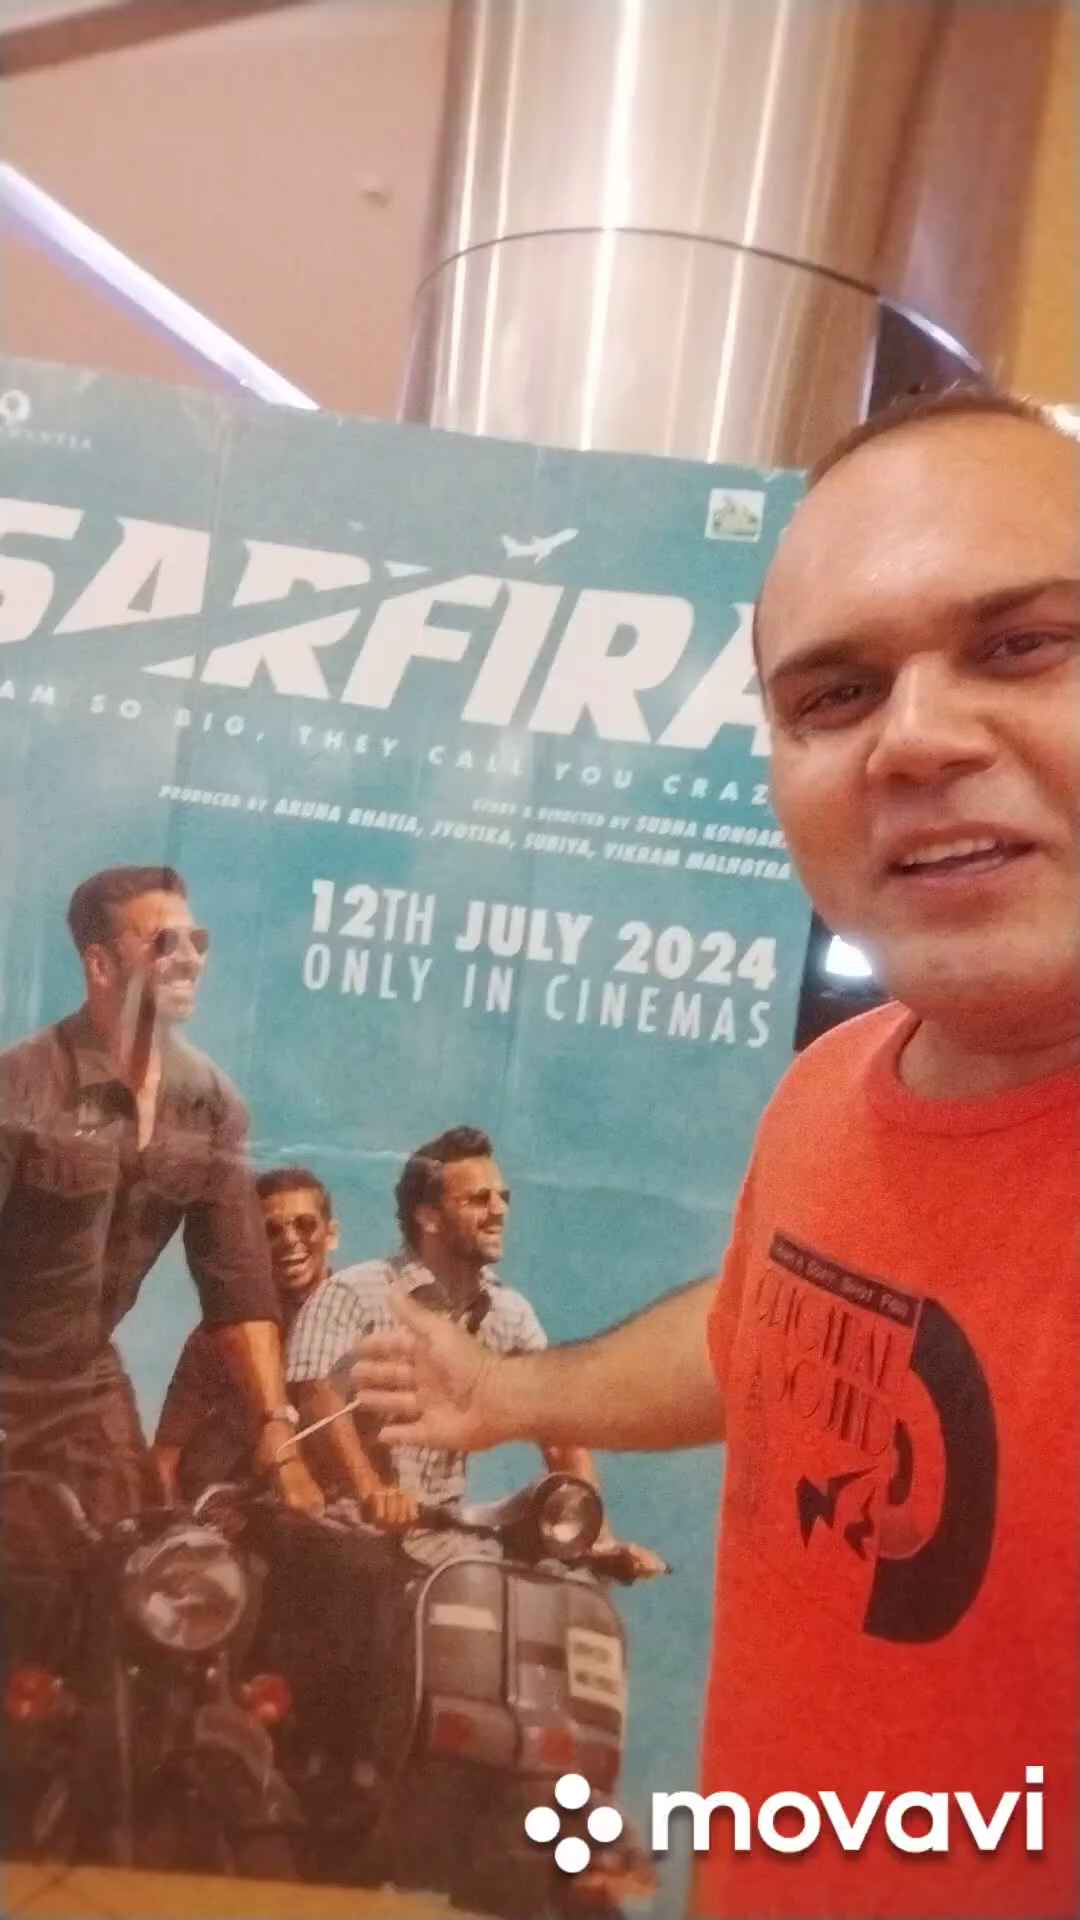 SARFIRA
AM SO BIG, THEY CALL YOU CRAZ
STORY & DIRECTED BY SUDHA KONGAR
PRODUCED BY ARUNA BHATIA, JYOTIKA, SURIYA, VIKRAM MALHOTRA
12TH JULY 2024
ONLY IN CINEMAS
movavi